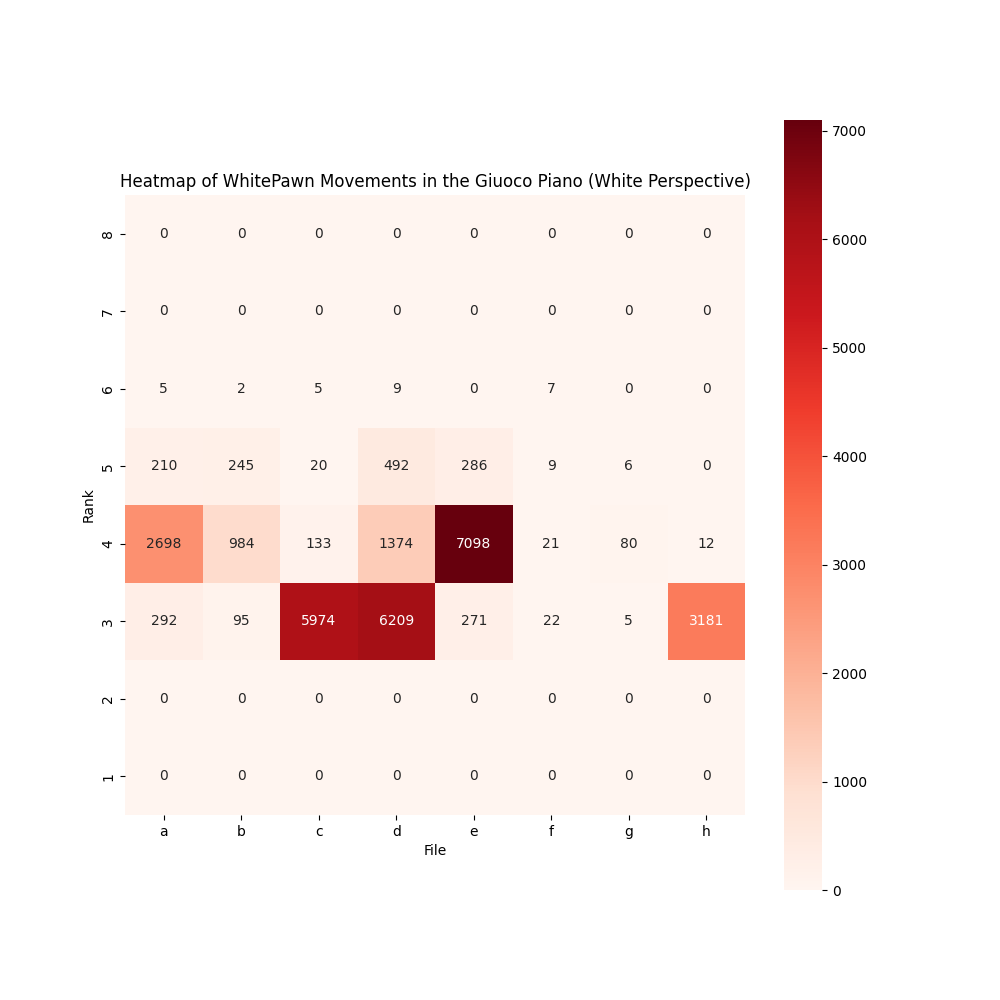 Heatmap of WhitePawn Movements in the Giuoco Piano (White Perspective)
8 0 0 0 0 0 0 0 0
7 0 0 0 0 0 0 0 0
6 5 2 5 9 0 7 0 0
5 210 245 20 492 286 9 6 0
4 2698 984 133 1374 7098 21 80 12
3 292 95 5974 6209 271 22 5 3181
2 0 0 0 0 0 0 0 0
1 0 0 0 0 0 0 0 0
a b c d e f g h
File
Rank
7000
6000
5000
4000
3000
2000
1000
0